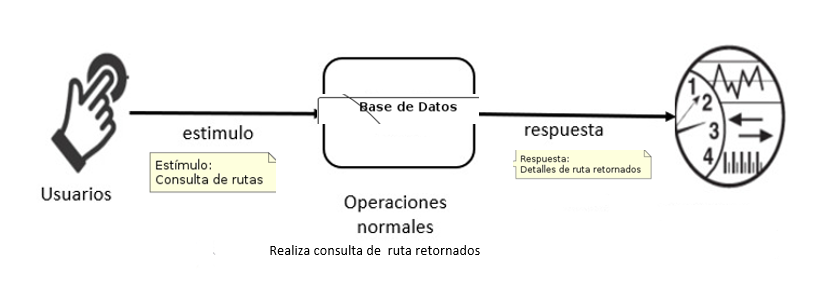 Usuarios
estimulo
Estímulo:
Consulta de rutas
Base de Datos
Operaciones
normales
Realiza consulta de ruta retornados
respuesta
Respuesta:
Detalles de ruta retornados
1
2
3
4